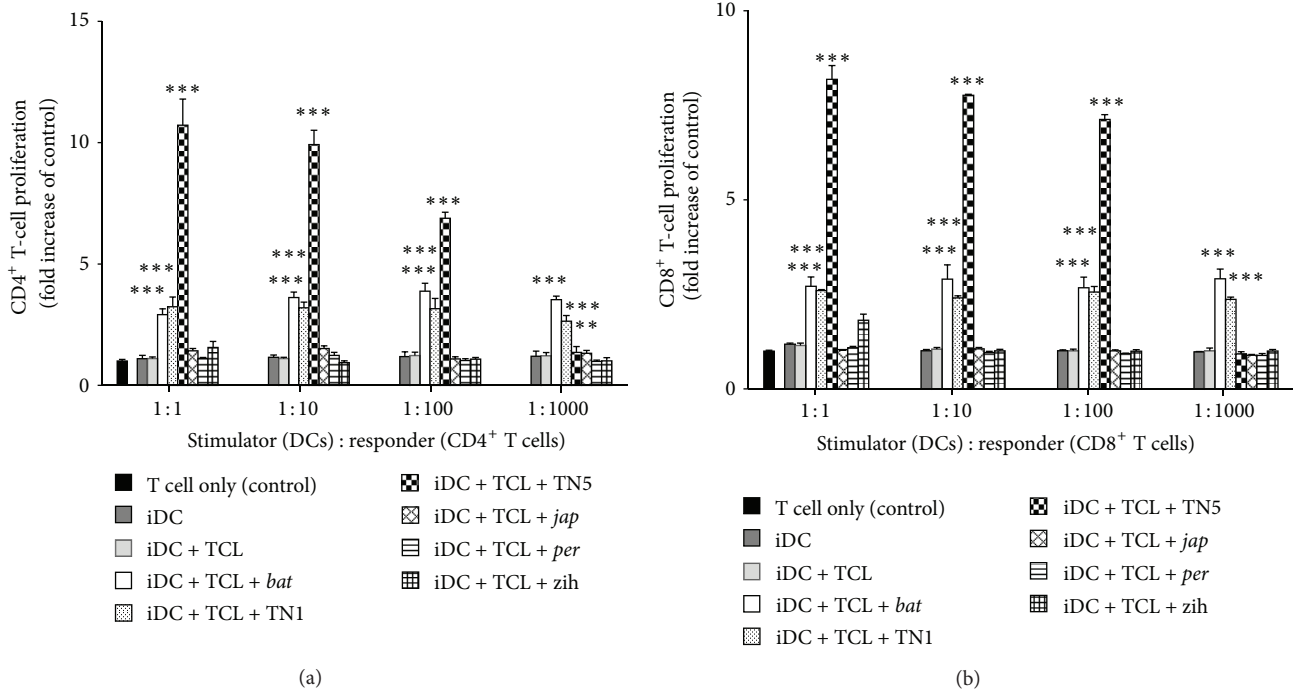 CD4⁺ T-cell proliferation
(fold increase of control)
15
10
5
0
***
***
***
***
***
***
***
***
***
***
***
**
1:1
1:10
1:100
1:1000
Stimulator (DCs) : responder (CD4⁺ T cells)
T cell only (control)
iDC
iDC + TCL
iDC + TCL + bat
iDC + TCL + TN1
iDC + TCL + TN5
iDC + TCL + jap
iDC + TCL + per
iDC + TCL + zih
(a)
CD8⁺ T-cell proliferation
(fold increase of control)
10
5
0
***
***
***
***
***
***
***
***
***
***
***
1:1
1:10
1:100
1:1000
Stimulator (DCs) : responder (CD8⁺ T cells)
T cell only (control)
iDC
iDC + TCL
iDC + TCL + bat
iDC + TCL + TN1
iDC + TCL + TN5
iDC + TCL + jap
iDC + TCL + per
iDC + TCL + zih
(b)